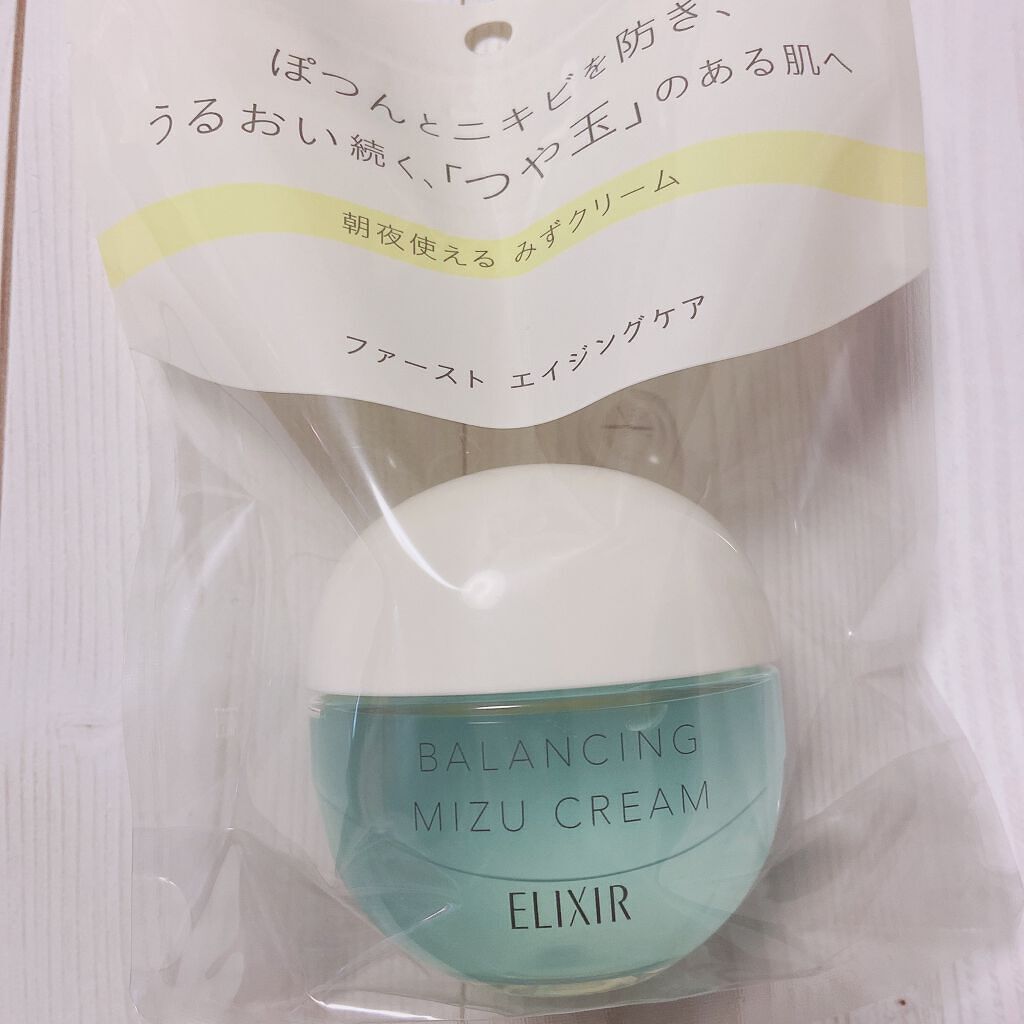 ぽつんとニキビを防き、
うるおい続く、「つや玉」のある肌へ
朝夜使える みずクリーム
ファースト エイジングケア
BALANCING
MIZU CREAM
ELIXIR